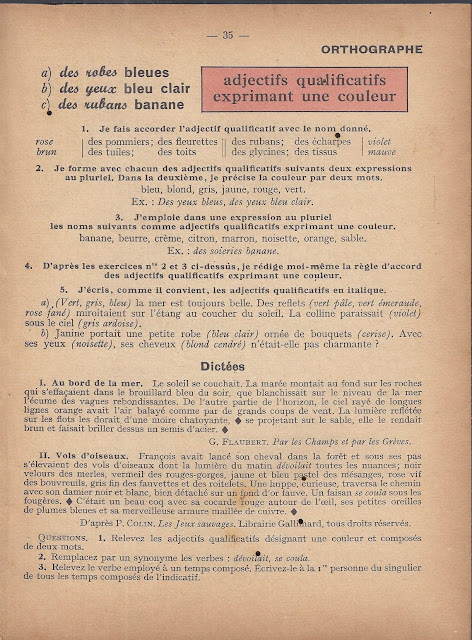 — 35 —
ORTHOGRAPHE
a) des robes bleues
b) des yeux bleu clair
c) des rubans banane
adjectifs qualificatifs
exprimant une couleur
1. Je fais accorder l'adjectif qualificatif avec le nom donné.
rose | des pommiers; des fleurettes | des rubans; des écharpes | violet
brun | des tuiles; des toits | des glycines; des tissus | mauve
2. Je forme avec chacun des adjectifs qualificatifs suivants deux expressions
au pluriel. Dans la deuxième, je précise la couleur par deux mots.
bleu, blond, gris, jaune, rouge, vert.
Ex. : Des yeux bleus, des yeux bleu clair.
3. J'emploie dans une expression au pluriel
les noms suivants comme adjectifs qualificatifs exprimant une couleur.
banane, beurre, crème, citron, marron, noisette, orange, sable.
Ex. : des soieries banane.
4. D'après les exercices nos 2 et 3 ci-dessus, je rédige moi-même la règle d'accord
des adjectifs qualificatifs exprimant une couleur.
5. J'écris, comme il convient, les adjectifs qualificatifs en italique.
a) (Vert, gris, bleu) la mer est toujours belle. Des reflets (vert pâle, vert émeraude,
rose fané) miroitaient sur l'étang au coucher du soleil. La colline paraissait (violet)
sous le ciel (gris ardoise).
b) Janine portait une petite robe (bleu clair) ornée de bouquets (cerise). Avec
ses yeux (noisette), ses cheveux (blond cendré) n'était-elle pas charmante ?
Dictées
I. Au bord de la mer. Le soleil se couchait. La marée montait au fond sur les roches
qui s'effaçaient dans le brouillard bleu du soir, que blanchissait sur le niveau de la mer
l'écume des vagues rebondissantes. De l'autre partie de l'horizon, le ciel rayé de longues
lignes orange avait l'air balayé comme par de grands coups de vent. La lumière reflétée
sur les flots les dorait d'une moire chatoyante, ◆ se projetant sur le sable, elle le rendait
brun et faisait briller dessus un semis d'acier. ◆
G. Flaubert. Par les Champs et par les Grèves.
II. Vols d'oiseaux. François avait lancé son cheval dans la forêt et sous ses pas
s'élevaient des vols d'oiseaux dont la lumière du matin dévoilait toutes les nuances; noir
velours des merles, vermeil des rouges-gorges, jaune et bleu pastel des mésanges, rose vif
des bouvreuils, gris fin des fauvettes et des roitelets. Une huppe, curieuse, traversa le chemin
avec son damier noir et blanc, bien détaché sur un fond d'or fauve. Un faisan se coula sous les
fougères. ◆ C'était un beau coq avec sa cocarde rouge autour de l'œil, ses petites oreilles
de plumes bleues et sa merveilleuse armure maillée de cuivre. ◆
D'après P. Colin, Les Jeux sauvages. Librairie Gallimard, tous droits réservés.
Questions. 1. Relevez les adjectifs qualificatifs désignant une couleur et composés
de deux mots.
2. Remplacez par un synonyme les verbes : dévoilait, se coula.
3. Relevez le verbe employé à un temps composé. Écrivez-le à la 1re personne du singulier
de tous les temps composés de l'indicatif.